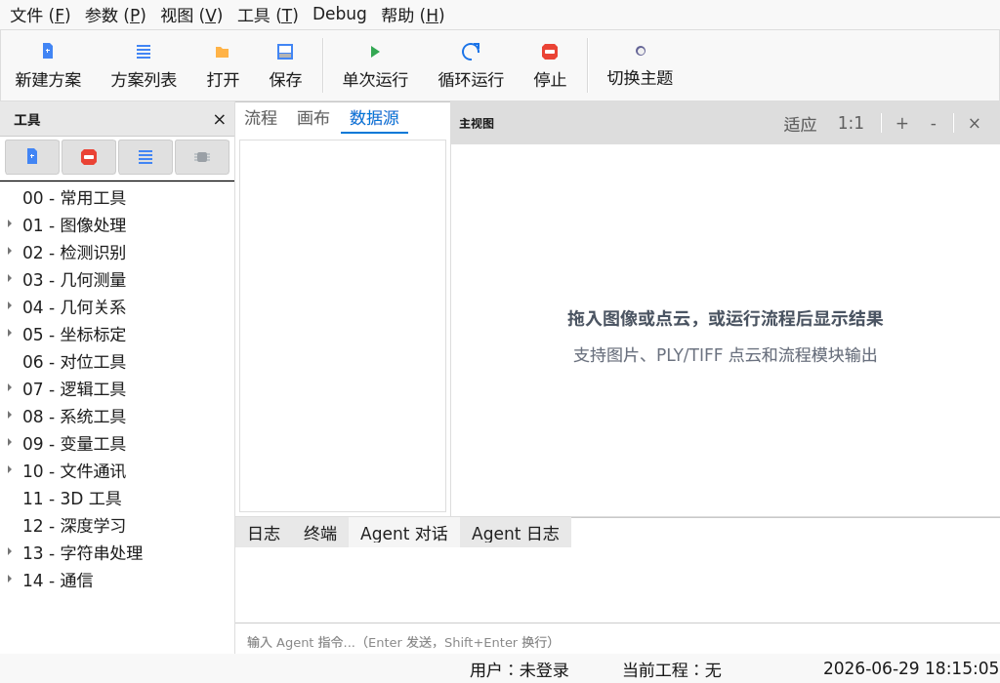 文件 (F) 参数 (P) 视图 (V) 工具 (T) Debug 帮助 (H)
新建方案 方案列表 打开 保存 单次运行 循环运行 停止 切换主题
工具 ×
流程 画布 数据源
主视图 适应 1:1 + - ×
00 - 常用工具
01 - 图像处理
02 - 检测识别
03 - 几何测量
04 - 几何关系
05 - 坐标标定
06 - 对位工具
07 - 逻辑工具
08 - 系统工具
09 - 变量工具
10 - 文件通讯
11 - 3D 工具
12 - 深度学习
13 - 字符串处理
14 - 通信
拖入图像或点云，或运行流程后显示结果
支持图片、PLY/TIFF 点云和流程模块输出
日志 终端 Agent 对话 Agent 日志
输入 Agent 指令...（Enter 发送，Shift+Enter 换行）
用户：未登录 当前工程：无 2026-06-29 18:15:05